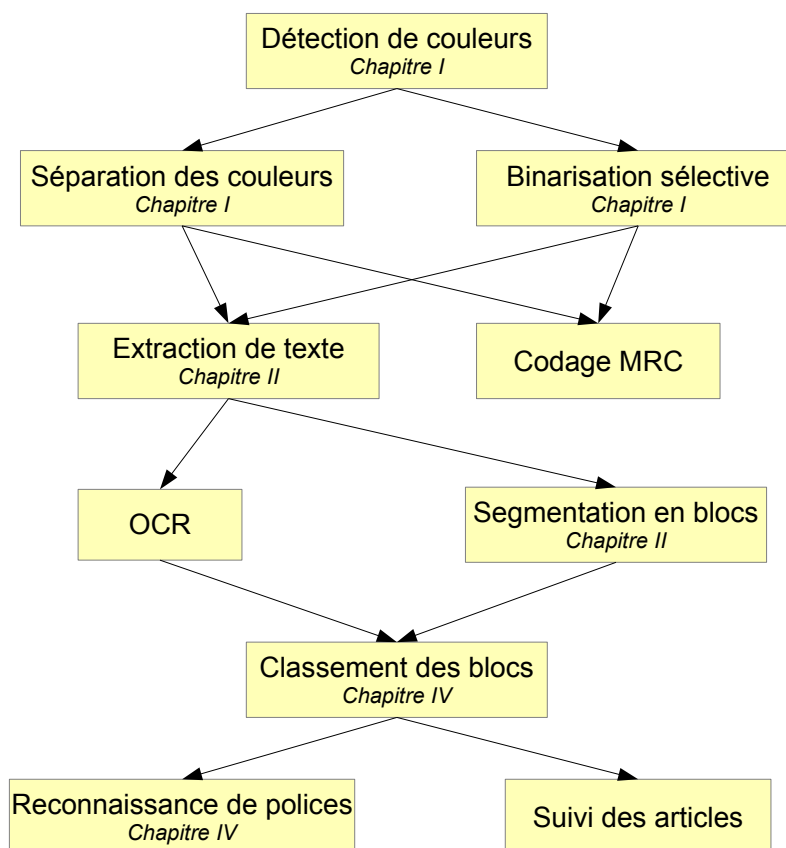 Détection de couleurs
Chapitre I
Séparation des couleurs
Chapitre I
Binarisation sélective
Chapitre I
Extraction de texte
Chapitre II
Codage MRC
OCR
Segmentation en blocs
Chapitre II
Classement des blocs
Chapitre IV
Reconnaissance de polices
Chapitre IV
Suivi des articles